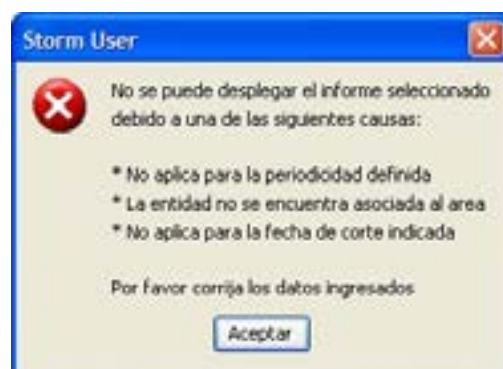 Storm User
No se puede desplegar el informe seleccionado
debido a una de las siguientes causas:
* No aplica para la periodicidad definida
* La entidad no se encuentra asociada al area
* No aplica para la fecha de corte indicada
Por favor corrija los datos ingresados
Aceptar